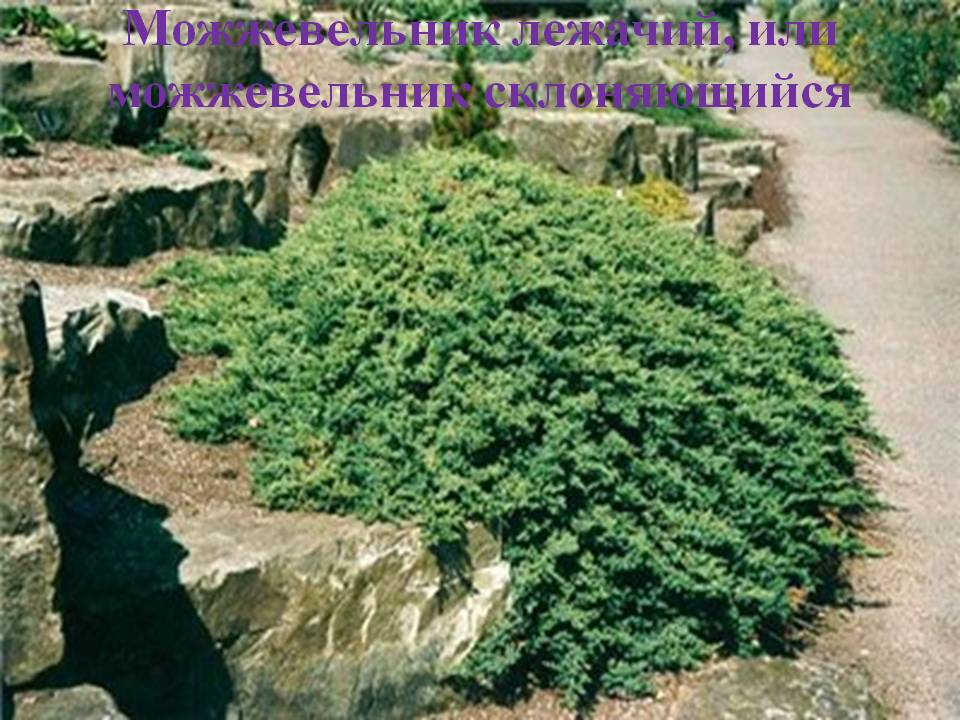 Можжевельник лежачий, или
можжевельник склоняющийся